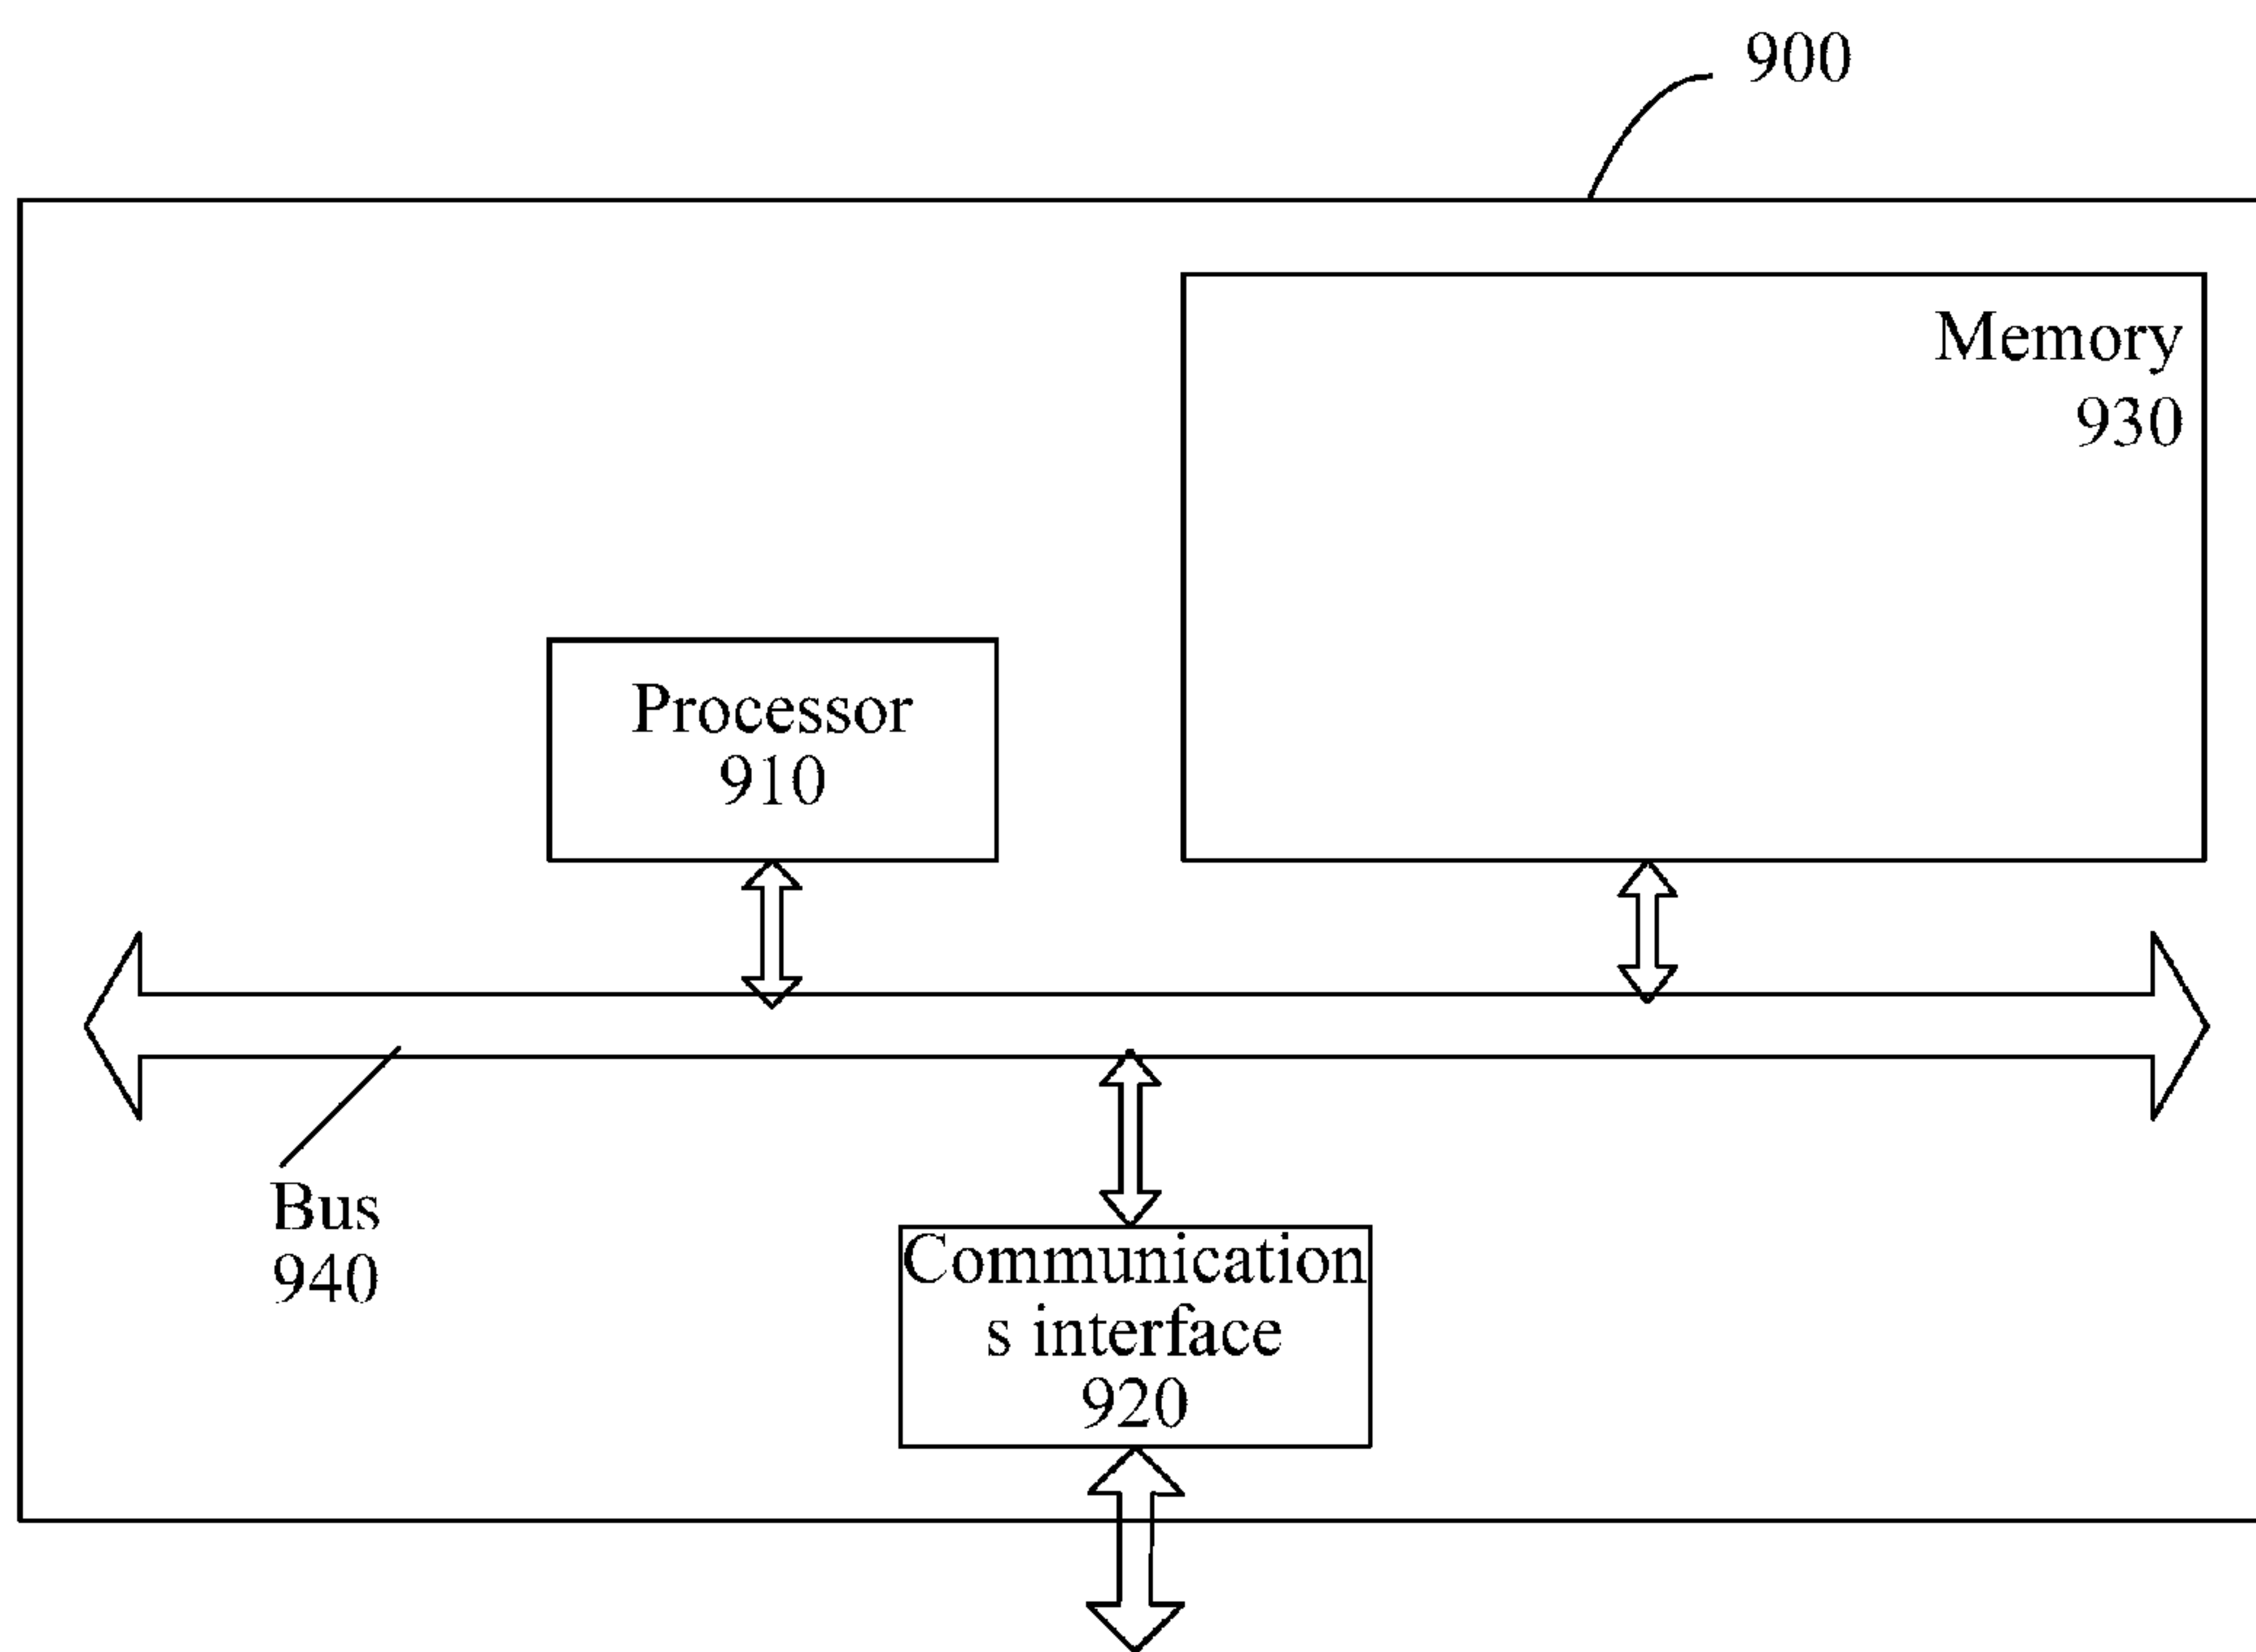 900
Memory
930
Processor
910
Bus
940
Communication
s interface
920